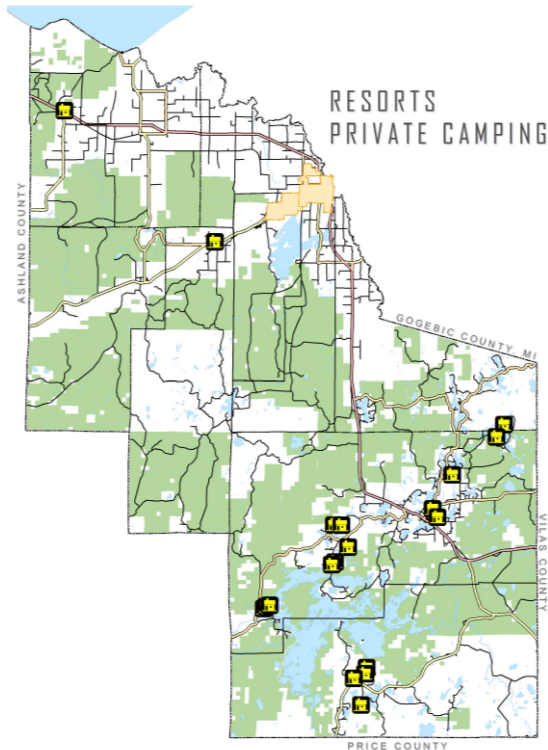 RESORTS
PRIVATE CAMPING
ASHLAND COUNTY
GOGEBIC COUNTY, MI
VILAS COUNTY
PRICE COUNTY